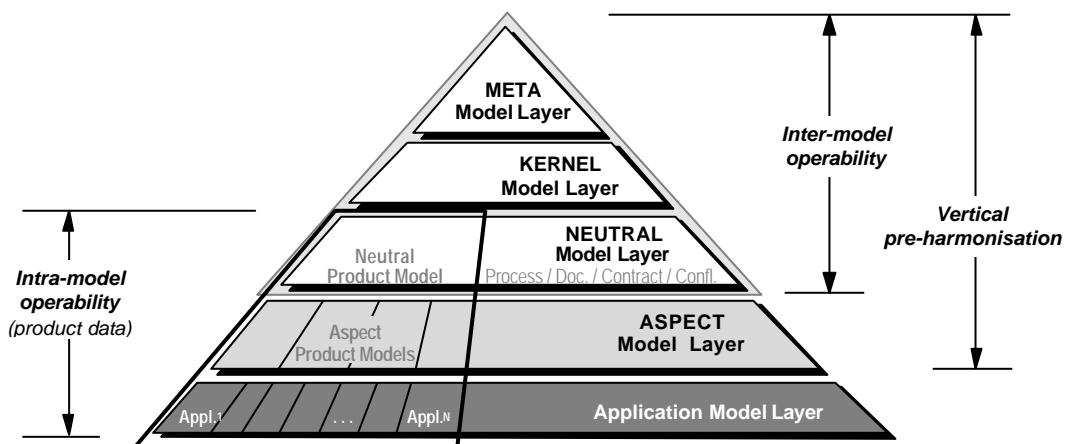 META
Model Layer
KERNEL
Model Layer
NEUTRAL
Model Layer
Process / Doc. / Contract / Confl.
Neutral
Product Model
ASPECT
Model Layer
Aspect
Product Models
Appl.1
. . .
Appl.N
Application Model Layer
Intra-model
operability
(product data)
Inter-model
operability
Vertical
pre-harmonisation